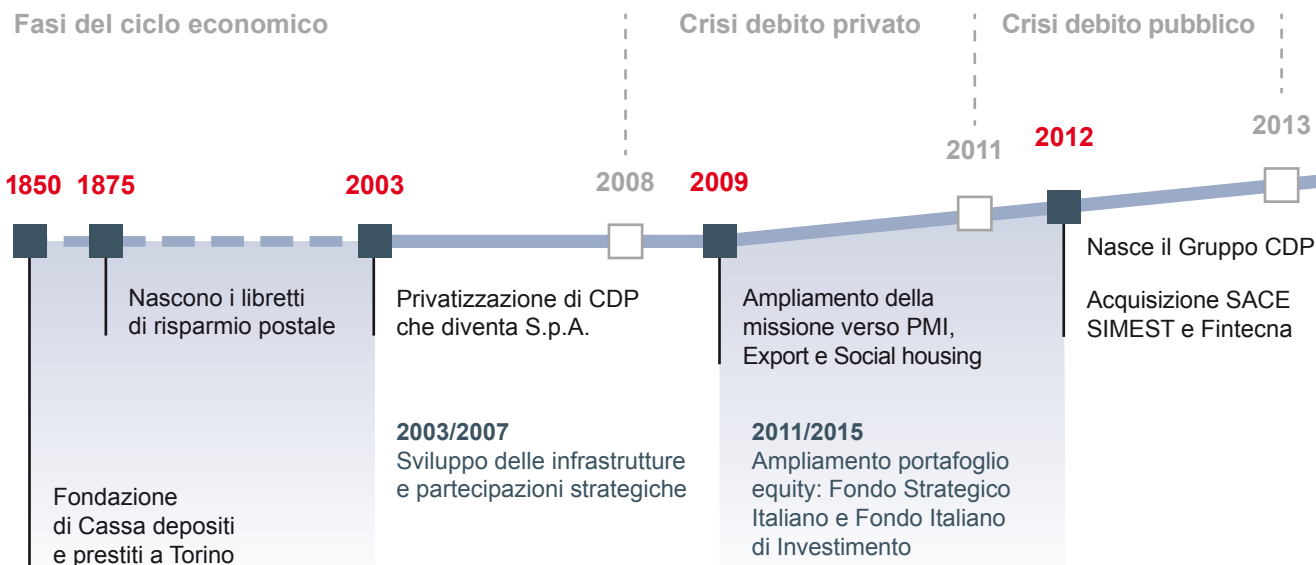 Fasi del ciclo economico
Crisi debito privato
Crisi debito pubblico
1850
1875
2003
2008
2009
2011
2012
2013
Fondazione
di Cassa depositi
e prestiti a Torino
Nascono i libretti
di risparmio postale
Privatizzazione di CDP
che diventa S.p.A.
2003/2007
Sviluppo delle infrastrutture
e partecipazioni strategiche
Ampliamento della
missione verso PMI,
Export e Social housing
2011/2015
Ampliamento portafoglio
equity: Fondo Strategico
Italiano e Fondo Italiano
di Investimento
Nasce il Gruppo CDP
Acquisizione SACE
SIMEST e Fintecna